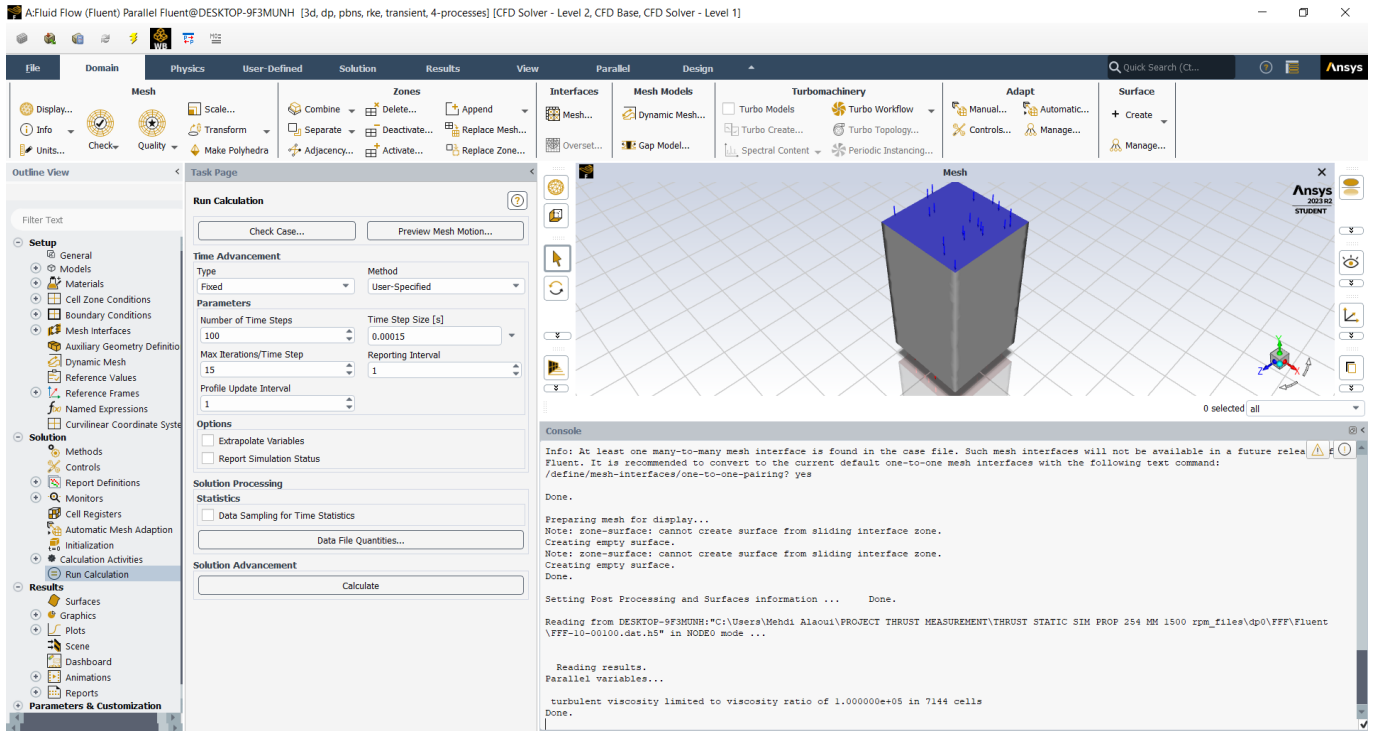 A:Fluid Flow (Fluent) Parallel Fluent@DESKTOP-9F3MUNH [3d, dp, pbns, rke, transient, 4-processes] [CFD Solver - Level 2, CFD Base, CFD Solver - Level 1]
WB
File Domain Physics User-Defined Solution Results View Parallel Design Quick Search (Ct... Ansys
Mesh Zones Interfaces Mesh Models Turbomachinery Adapt Surface
Display... Scale... Combine Delete... Append Mesh... Dynamic Mesh... Turbo Models Turbo Workflow Manual... Automatic... + Create
Info Check Quality Transform Separate Deactivate... Replace Mesh... Turbo Create... Turbo Topology... Controls... Manage...
Units... Make Polyhedra Adjacency... Activate... Replace Zone... Overset... Gap Model... Spectral Content Periodic Instancing... Manage...
Outline View
Filter Text
Setup
General
Models
Materials
Cell Zone Conditions
Boundary Conditions
Mesh Interfaces
Auxiliary Geometry Definitio
Dynamic Mesh
Reference Values
Reference Frames
Named Expressions
Curvilinear Coordinate Syste
Solution
Methods
Controls
Report Definitions
Monitors
Cell Registers
Automatic Mesh Adaption
Initialization
Calculation Activities
Run Calculation
Results
Surfaces
Graphics
Plots
Scene
Dashboard
Animations
Reports
Parameters & Customization
Task Page
Run Calculation
Check Case... Preview Mesh Motion...
Time Advancement
Type Method
Fixed User-Specified
Parameters
Number of Time Steps Time Step Size [s]
100 0.00015
Max Iterations/Time Step Reporting Interval
15 1
Profile Update Interval
1
Options
Extrapolate Variables
Report Simulation Status
Solution Processing
Statistics
Data Sampling for Time Statistics
Data File Quantities...
Solution Advancement
Calculate
Mesh
Ansys
2023 R2
STUDENT
Y
Z X
0 selected all
Console
Info: At least one many-to-many mesh interface is found in the case file. Such mesh interfaces will not be available in a future relea
Fluent. It is recommended to convert to the current default one-to-one mesh interfaces with the following text command:
/define/mesh-interfaces/one-to-one-pairing? yes
Done.
Preparing mesh for display...
Note: zone-surface: cannot create surface from sliding interface zone.
Creating empty surface.
Note: zone-surface: cannot create surface from sliding interface zone.
Creating empty surface.
Done.
Setting Post Processing and Surfaces information ... Done.
Reading from DESKTOP-9F3MUNH:"C:\Users\Mehdi Alaoui\PROJECT THRUST MEASUREMENT\THRUST STATIC SIM PROP 254 MM 1500 rpm_files\dp0\FFF\Fluent
\FFF-10-00100.dat.h5" in NODE0 mode ...
Reading results.
Parallel variables...
turbulent viscosity limited to viscosity ratio of 1.000000e+05 in 7144 cells
Done.